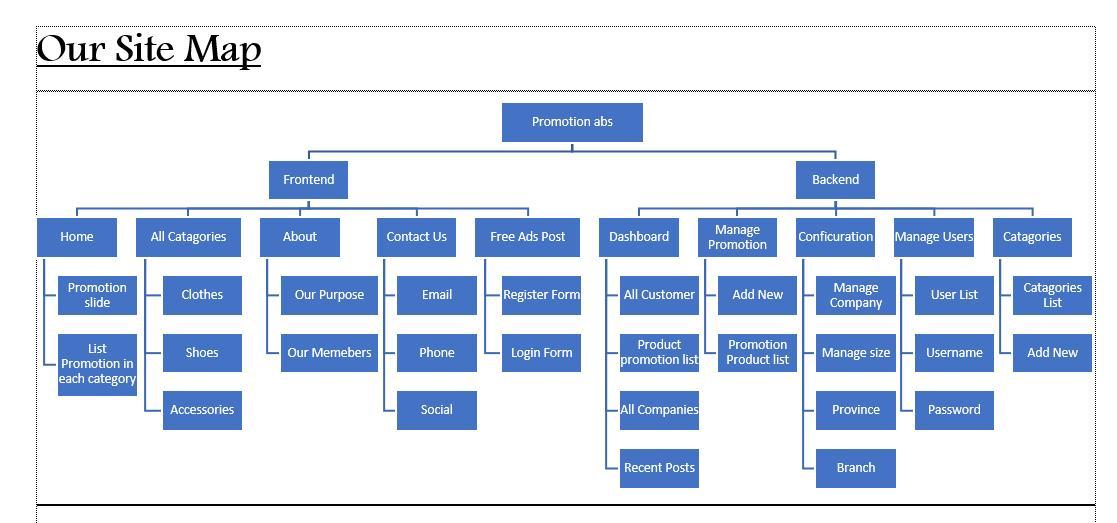 Our Site Map
Promotion abs
Frontend
Backend
Home
All Catagories
About
Contact Us
Free Ads Post
Dashboard
Manage
Promotion
Conficuration
Manage Users
Catagories
Promotion
slide
List
Promotion in
each category
Clothes
Shoes
Accessories
Our Purpose
Our Memebers
Email
Phone
Social
Register Form
Login Form
All Customer
Product
promotion list
All Companies
Recent Posts
Add New
Promotion
Product list
Manage
Company
Manage size
Province
Branch
User List
Username
Password
Catagories
List
Add New